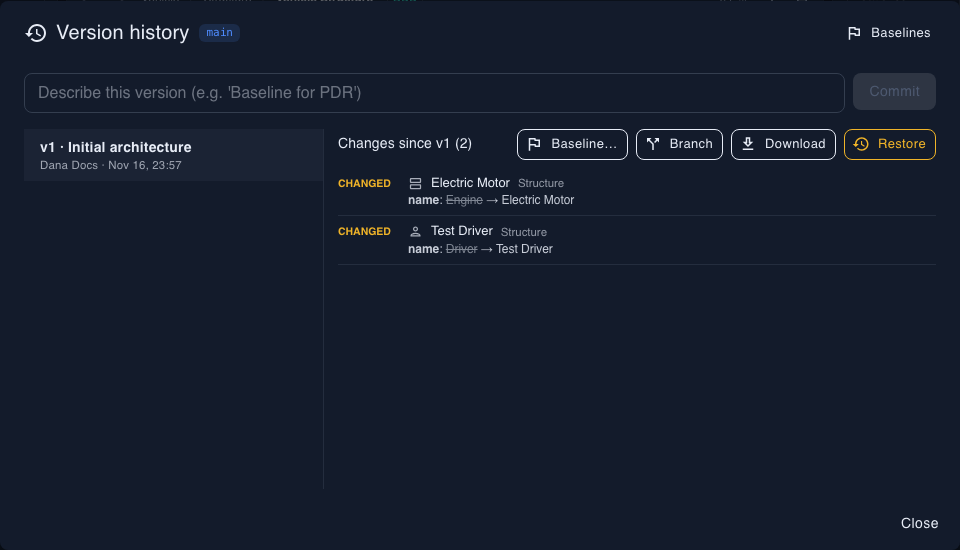 Version history main
Baselines
Describe this version (e.g. 'Baseline for PDR')
Commit
v1 · Initial architecture
Dana Docs · Nov 16, 23:57
Changes since v1 (2)
Baseline...
Branch
Download
Restore
CHANGED Electric Motor Structure
name: Engine → Electric Motor
CHANGED Test Driver Structure
name: Driver → Test Driver
Close